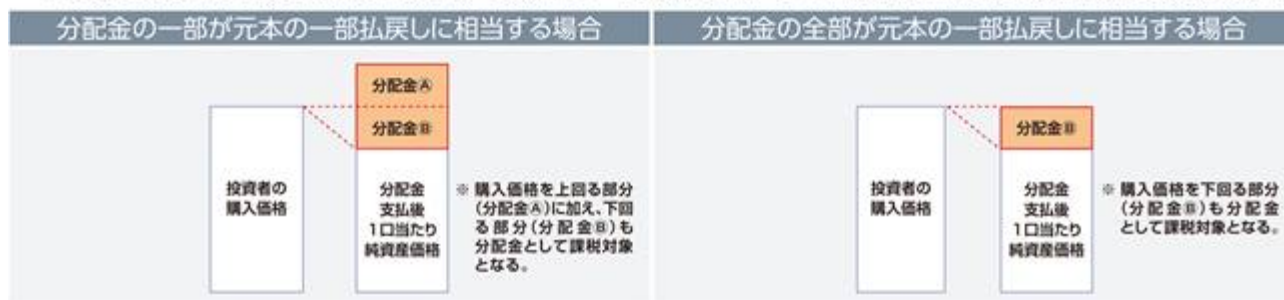 分配金の一部が元本の一部払戻しに相当する場合
分配金Ⓐ
分配金Ⓑ
投資者の
購入価格
分配金
支払後
1口当たり
純資産価格
※ 購入価格を上回る部分
(分配金Ⓐ)に加え、下回
る部分(分配金Ⓑ)も
分配金として課税対象
となる。
分配金の全部が元本の一部払戻しに相当する場合
分配金Ⓑ
投資者の
購入価格
分配金
支払後
1口当たり
純資産価格
※ 購入価格を下回る部分
(分配金Ⓑ)も分配金
として課税対象となる。